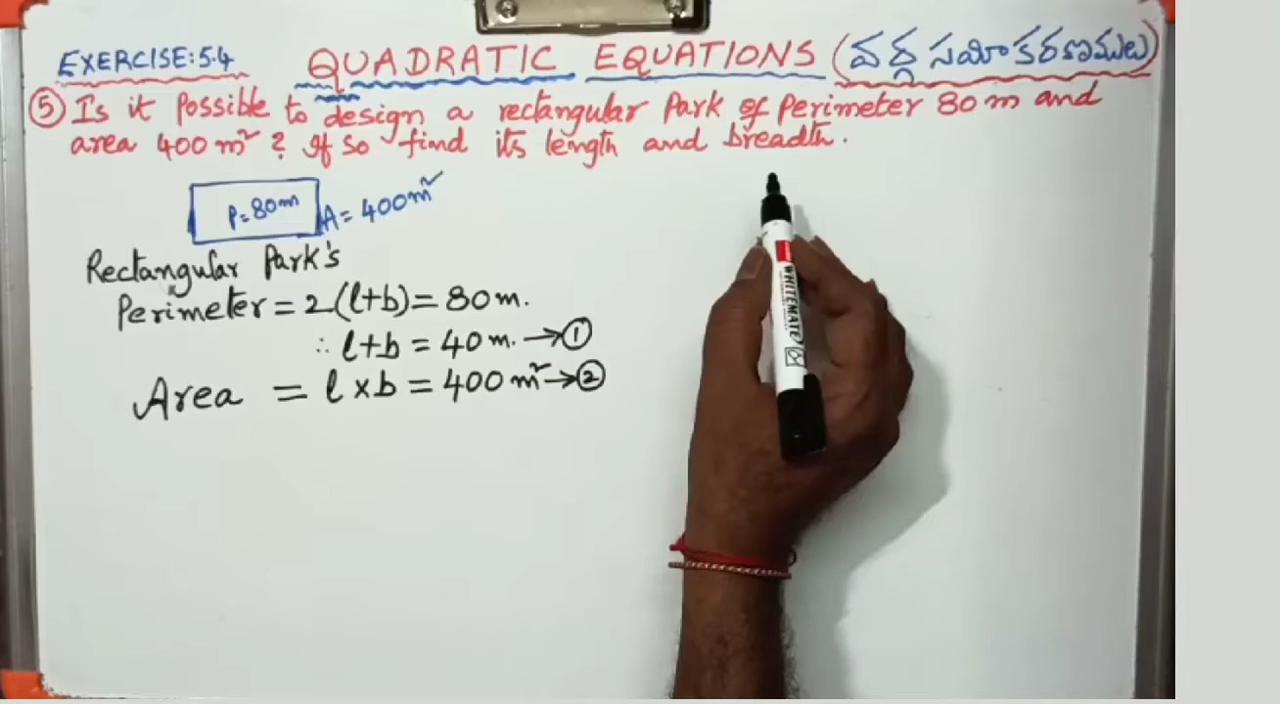 EXERCISE:5.4
QUADRATIC EQUATIONS (వర్గ సమీకరణములు)
⑤ Is it Possible to design a rectangular Park of Perimeter 80 m and
area 400 m² ? If so find its length and breadth.
P=80m
A= 400m²
Rectangular Park's
Perimeter = 2(l+b) = 80 m.
∴ l+b = 40 m. →①
Area = l×b = 400 m² →②
WHITEMATE